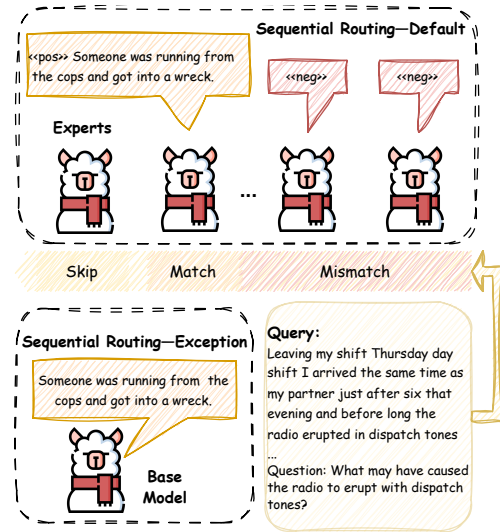 Sequential Routing—Default
‹‹pos›› Someone was running from
the cops and got into a wreck.
‹‹neg››
‹‹neg››
Experts
...
Skip
Match
Mismatch
Sequential Routing—Exception
Someone was running from the
cops and got into a wreck.
Base
Model
Query:
Leaving my shift Thursday day
shift I arrived the same time as
my partner just after six that
evening and before long the
radio erupted in dispatch tones
...
Question: What may have caused
the radio to erupt with dispatch
tones?